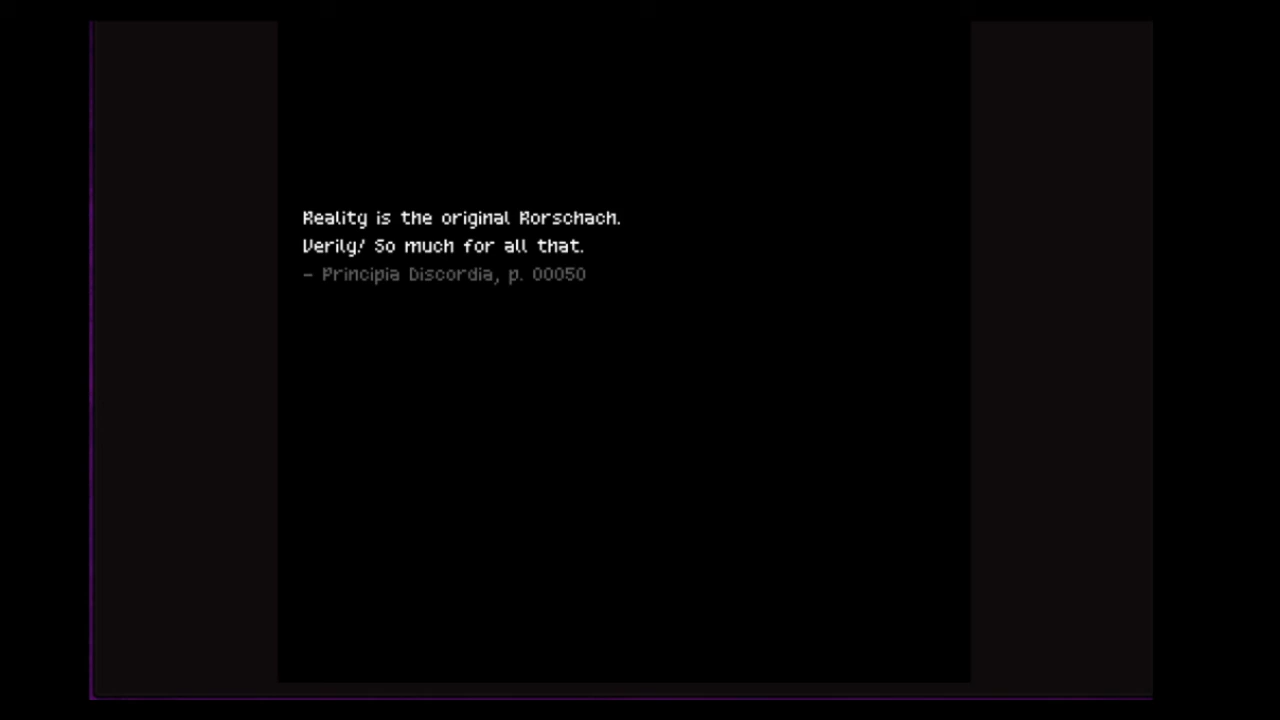 Reality is the original Rorschach.
Verily! So much for all that.
- Principia Discordia, p. 00050